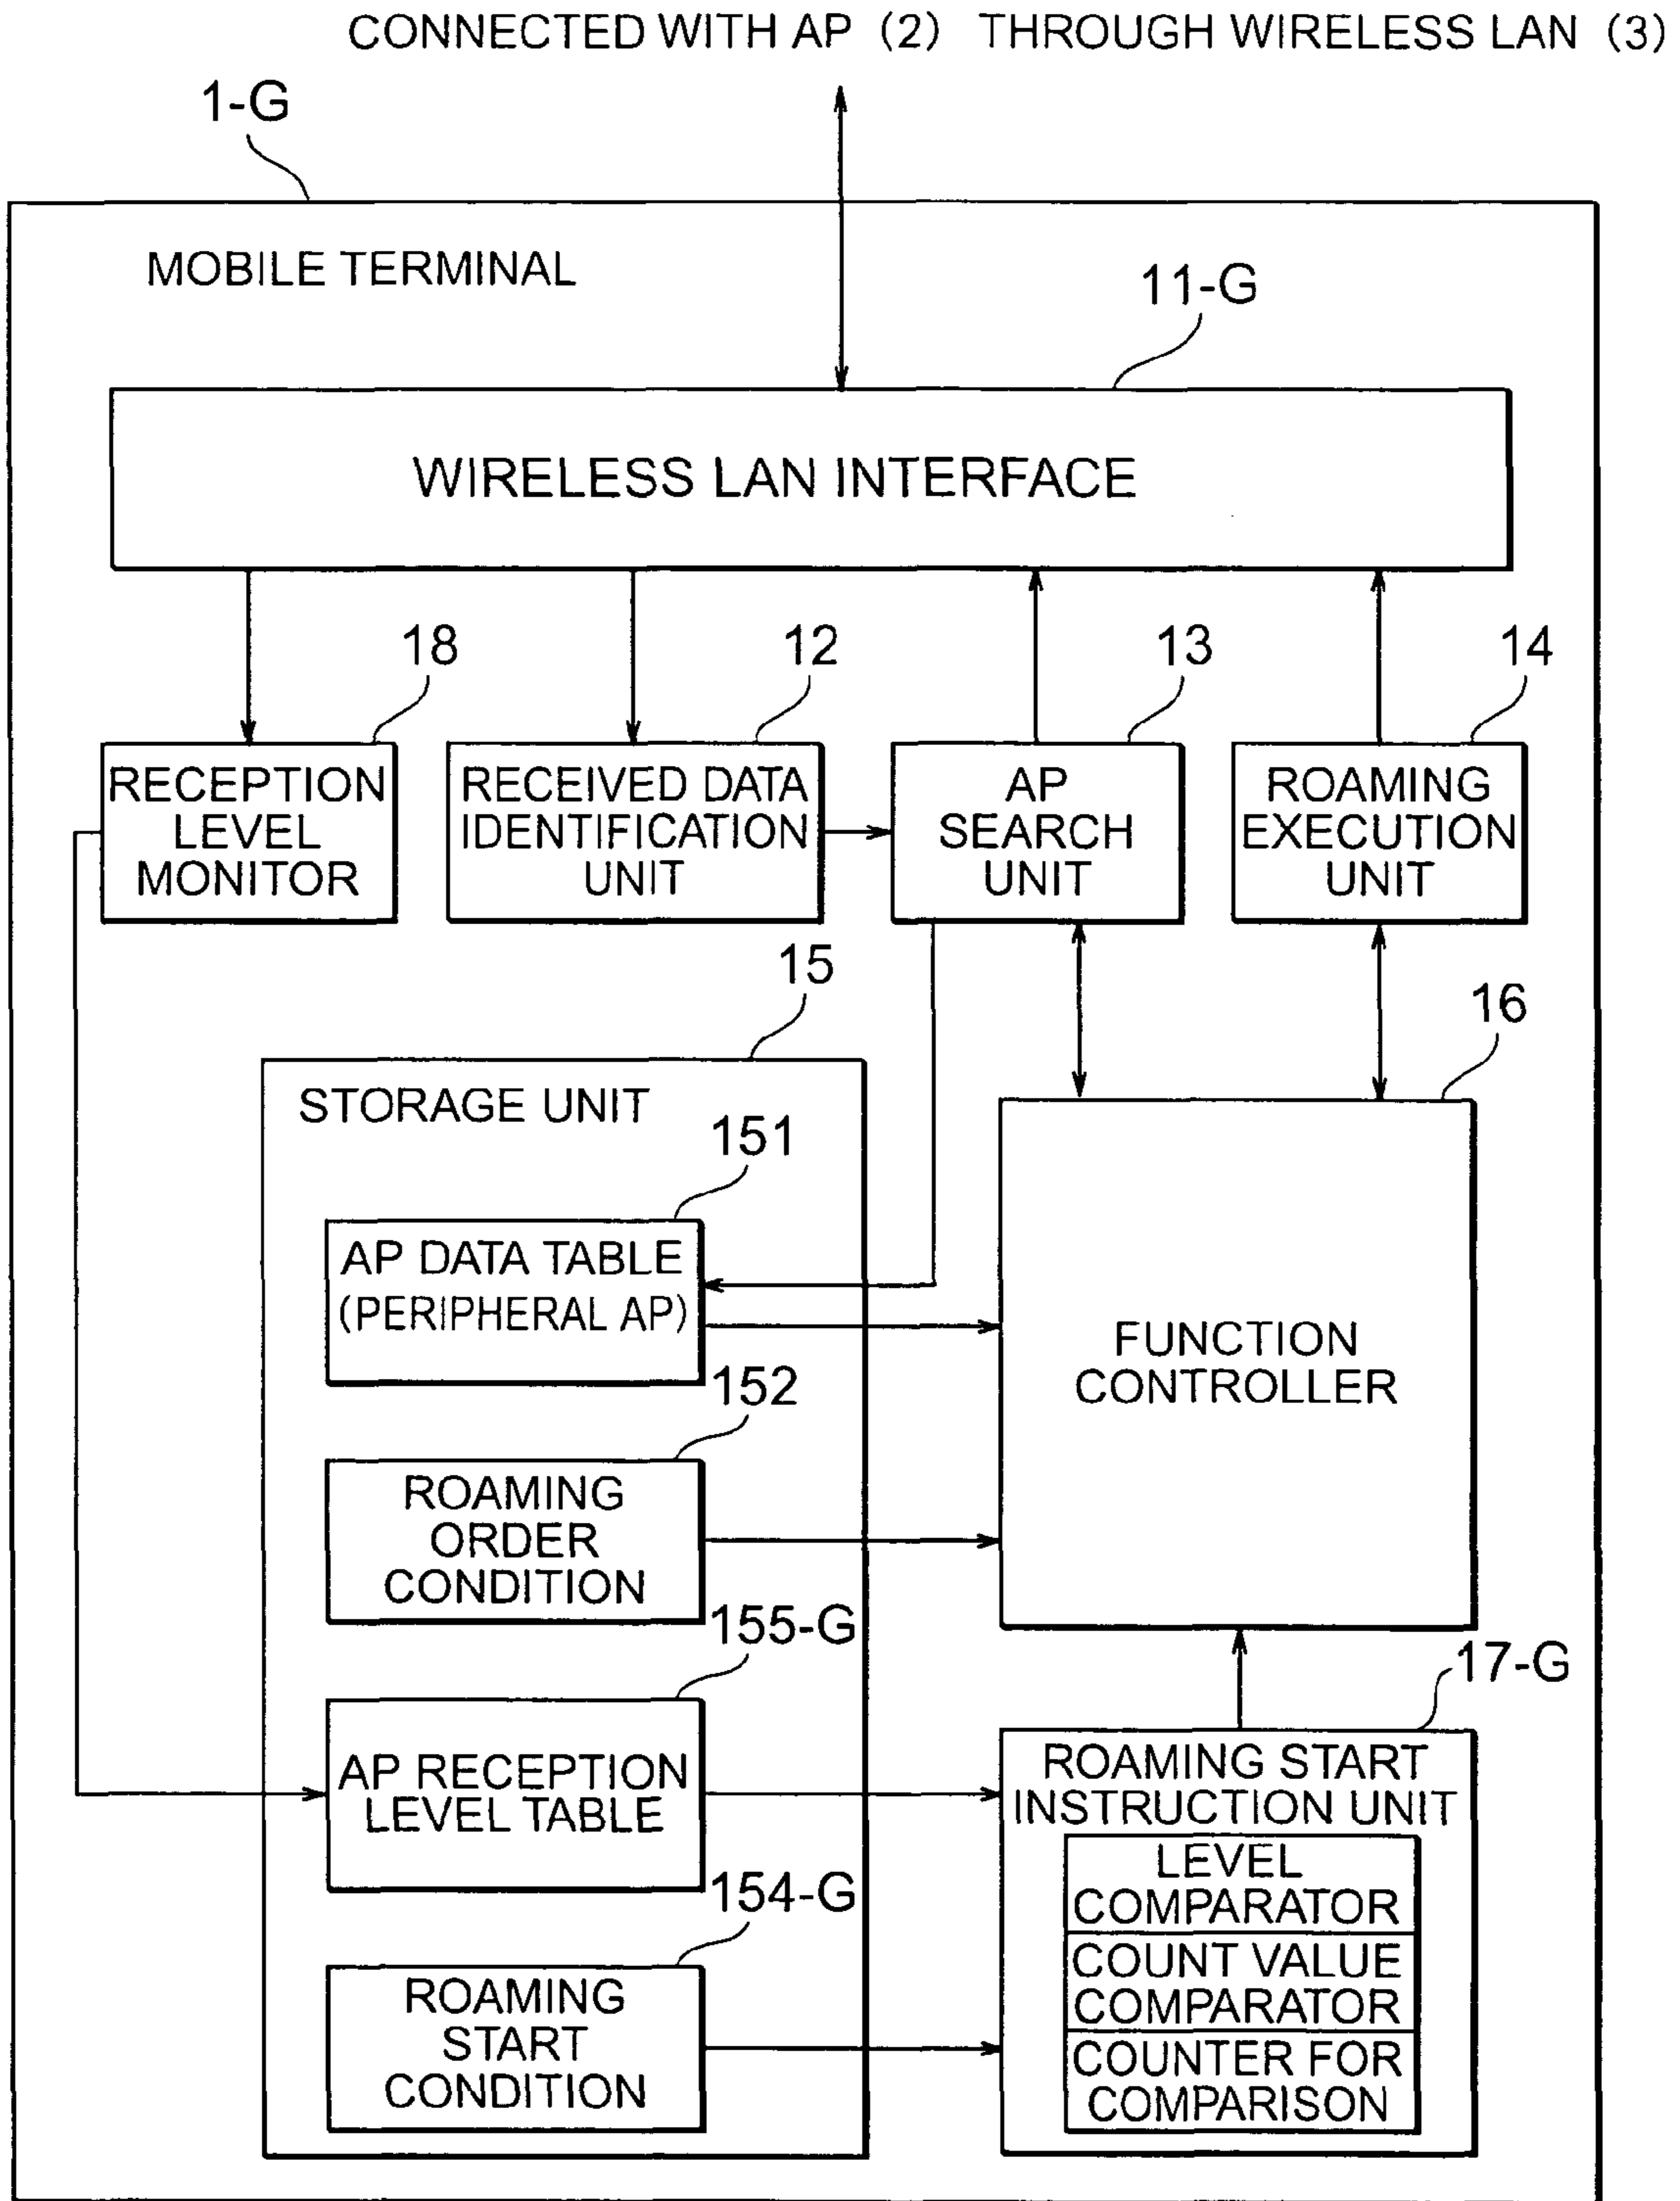 CONNECTED WITH AP (2) THROUGH WIRELESS LAN (3)
1-G
MOBILE TERMINAL
11-G
WIRELESS LAN INTERFACE
18
12
13
14
RECEPTION
LEVEL
MONITOR
RECEIVED DATA
IDENTIFICATION
UNIT
AP
SEARCH
UNIT
ROAMING
EXECUTION
UNIT
15
16
STORAGE UNIT
151
AP DATA TABLE
(PERIPHERAL AP)
FUNCTION
CONTROLLER
152
ROAMING
ORDER
CONDITION
155-G
17-G
AP RECEPTION
LEVEL TABLE
ROAMING START
INSTRUCTION UNIT
LEVEL
COMPARATOR
COUNT VALUE
COMPARATOR
COUNTER FOR
COMPARISON
154-G
ROAMING
START
CONDITION